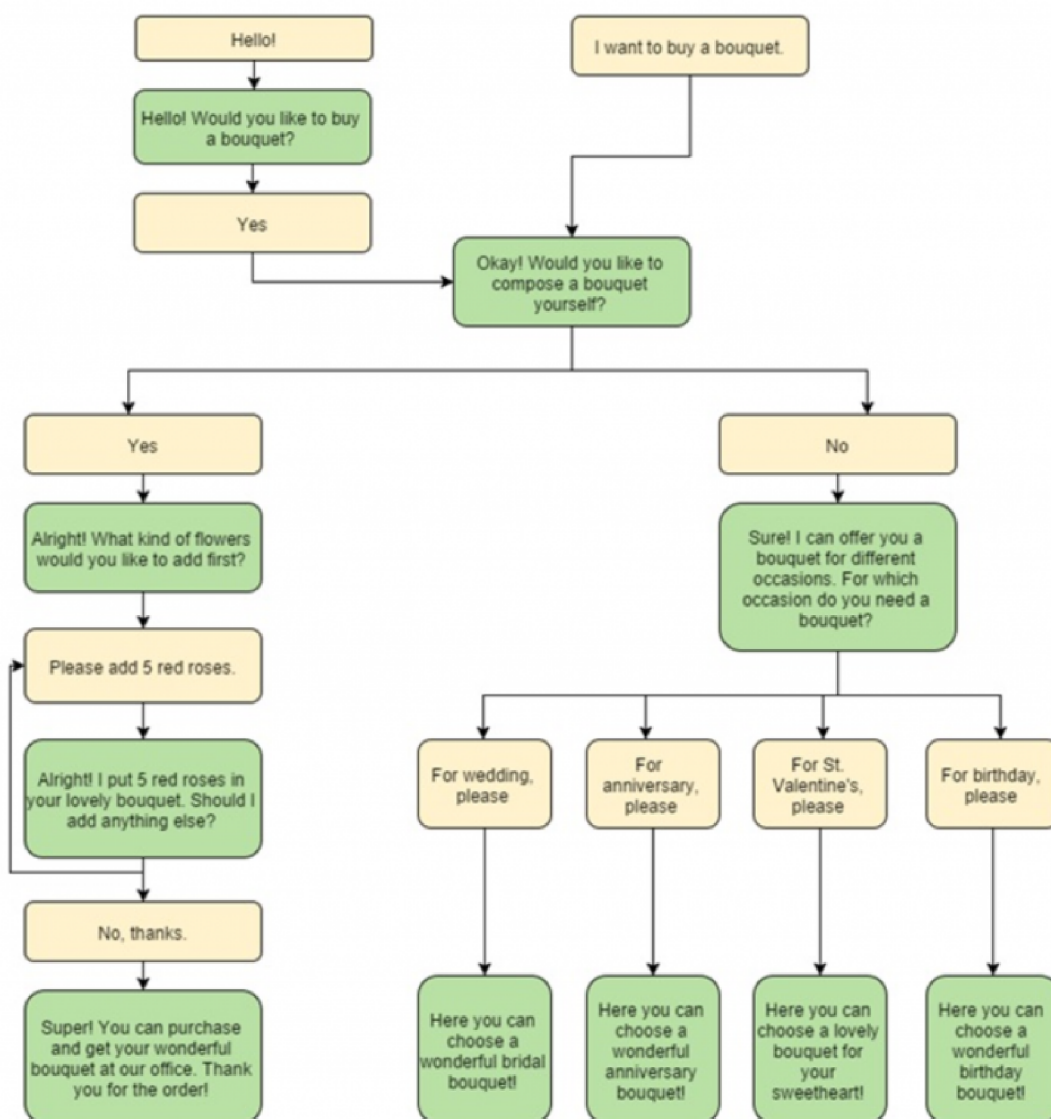 Hello!
I want to buy a bouquet.
Hello! Would you like to buy
a bouquet?
Yes
Okay! Would you like to
compose a bouquet
yourself?
Yes
No
Alright! What kind of flowers
would you like to add first?
Sure! I can offer you a
bouquet for different
occasions. For which
occasion do you need a
bouquet?
Please add 5 red roses.
Alright! I put 5 red roses in
your lovely bouquet. Should I
add anything else?
For wedding,
please
For
anniversary,
please
For St.
Valentine's,
please
For birthday,
please
No, thanks.
Super! You can purchase
and get your wonderful
bouquet at our office. Thank
you for the order!
Here you can
choose a
wonderful bridal
bouquet!
Here you can
choose a
wonderful
anniversary
bouquet!
Here you can
choose a lovely
bouquet for
your
sweetheart!
Here you can
choose a
wonderful
birthday
bouquet!